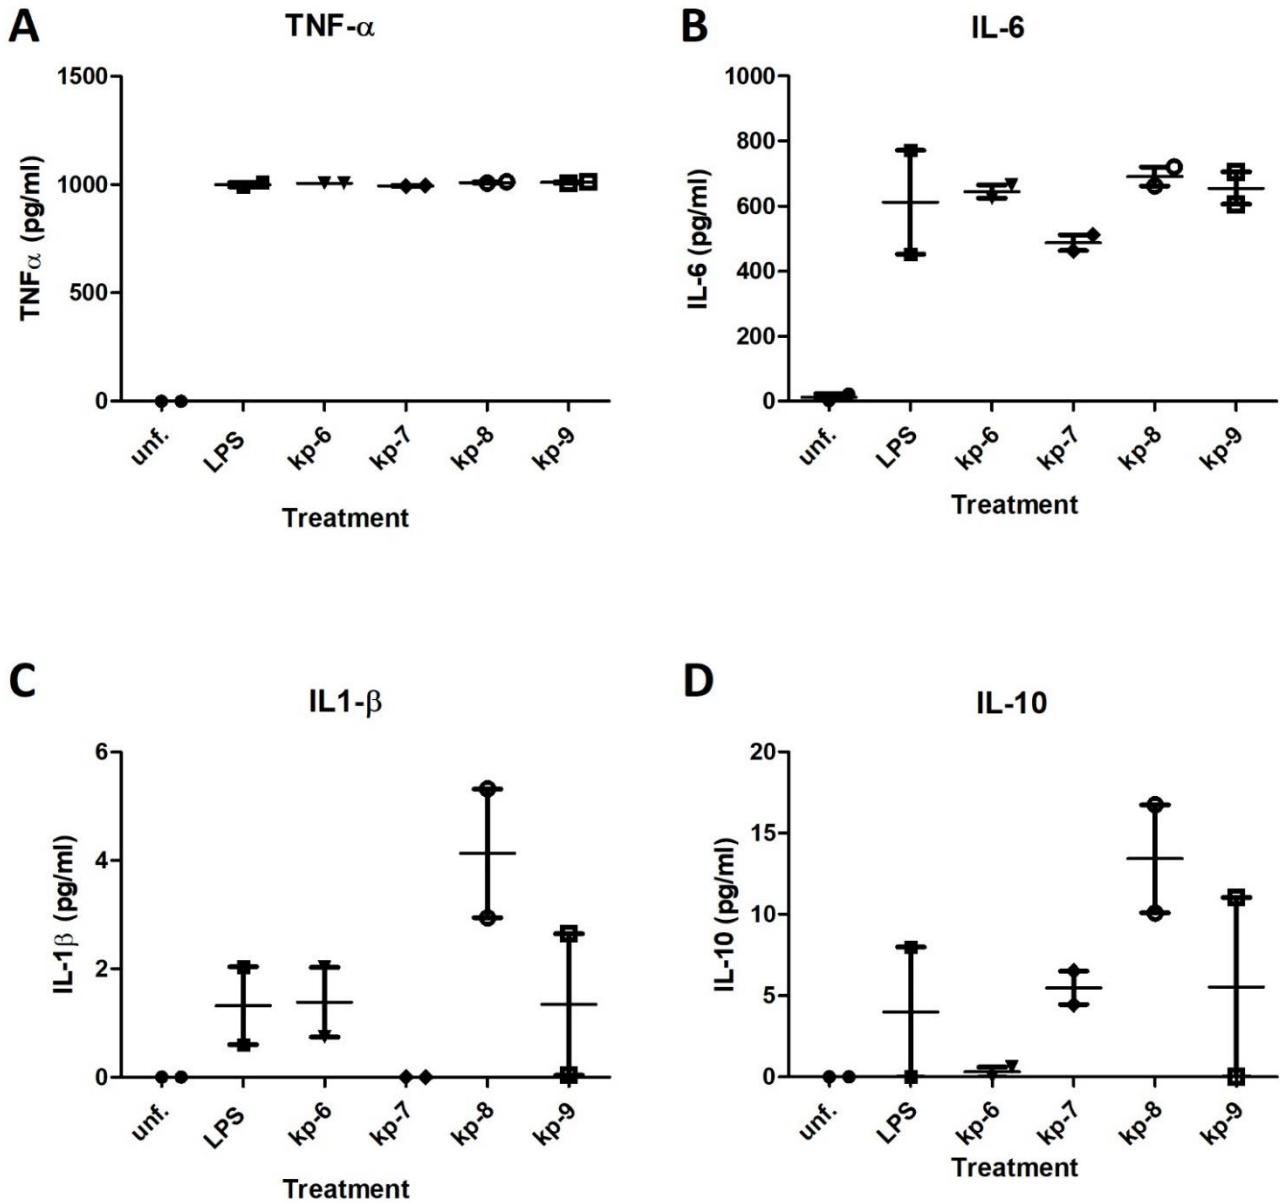 A
TNF-α
TNFα (pg/ml)
1500
1000
500
0
unf.
LPS
kp-6
kp-7
kp-8
kp-9
Treatment
B
IL-6
IL-6 (pg/ml)
1000
800
600
400
200
0
unf.
LPS
kp-6
kp-7
kp-8
kp-9
Treatment
C
IL1-β
IL-1β (pg/ml)
6
4
2
0
unf.
LPS
kp-6
kp-7
kp-8
kp-9
Treatment
D
IL-10
IL-10 (pg/ml)
20
15
10
5
0
unf.
LPS
kp-6
kp-7
kp-8
kp-9
Treatment